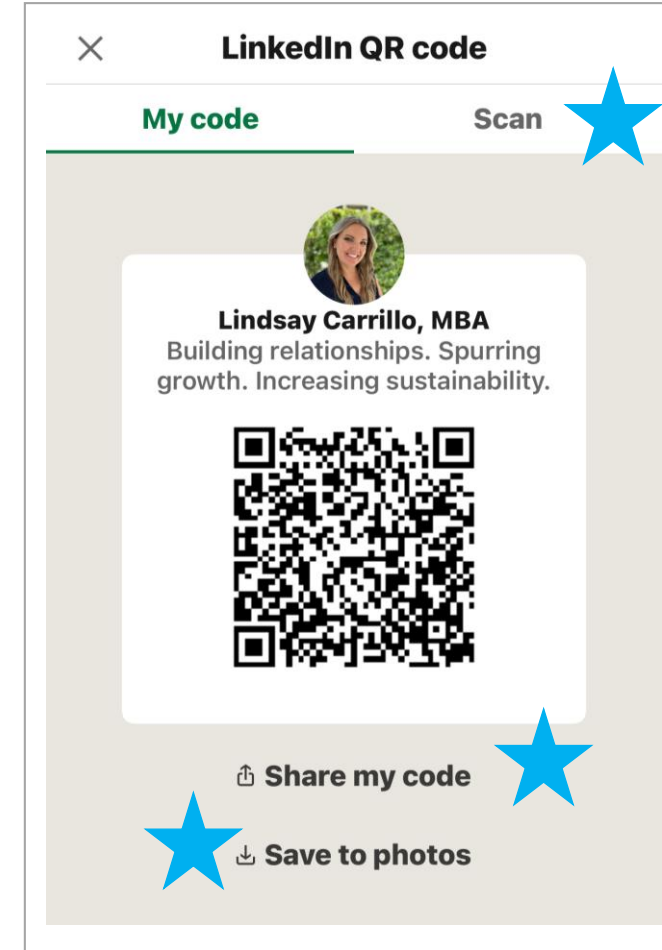 LinkedIn QR code
My code Scan
Lindsay Carrillo, MBA
Building relationships. Spurring
growth. Increasing sustainability.
Share my code
Save to photos